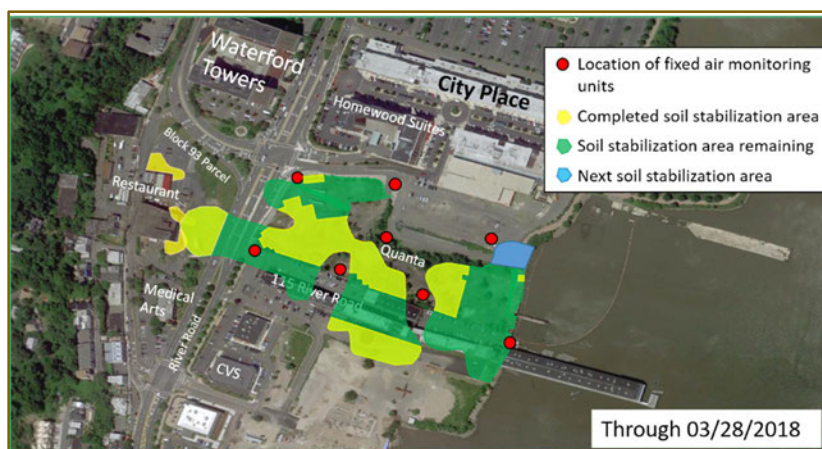 Waterford
Towers
City Place
Homewood Suites
Block 93 Parcel
Restaurant
Quanta
115 River Road
Medical
Arts
River Road
CVS
Location of fixed air monitoring
units
Completed soil stabilization area
Soil stabilization area remaining
Next soil stabilization area
Through 03/28/2018